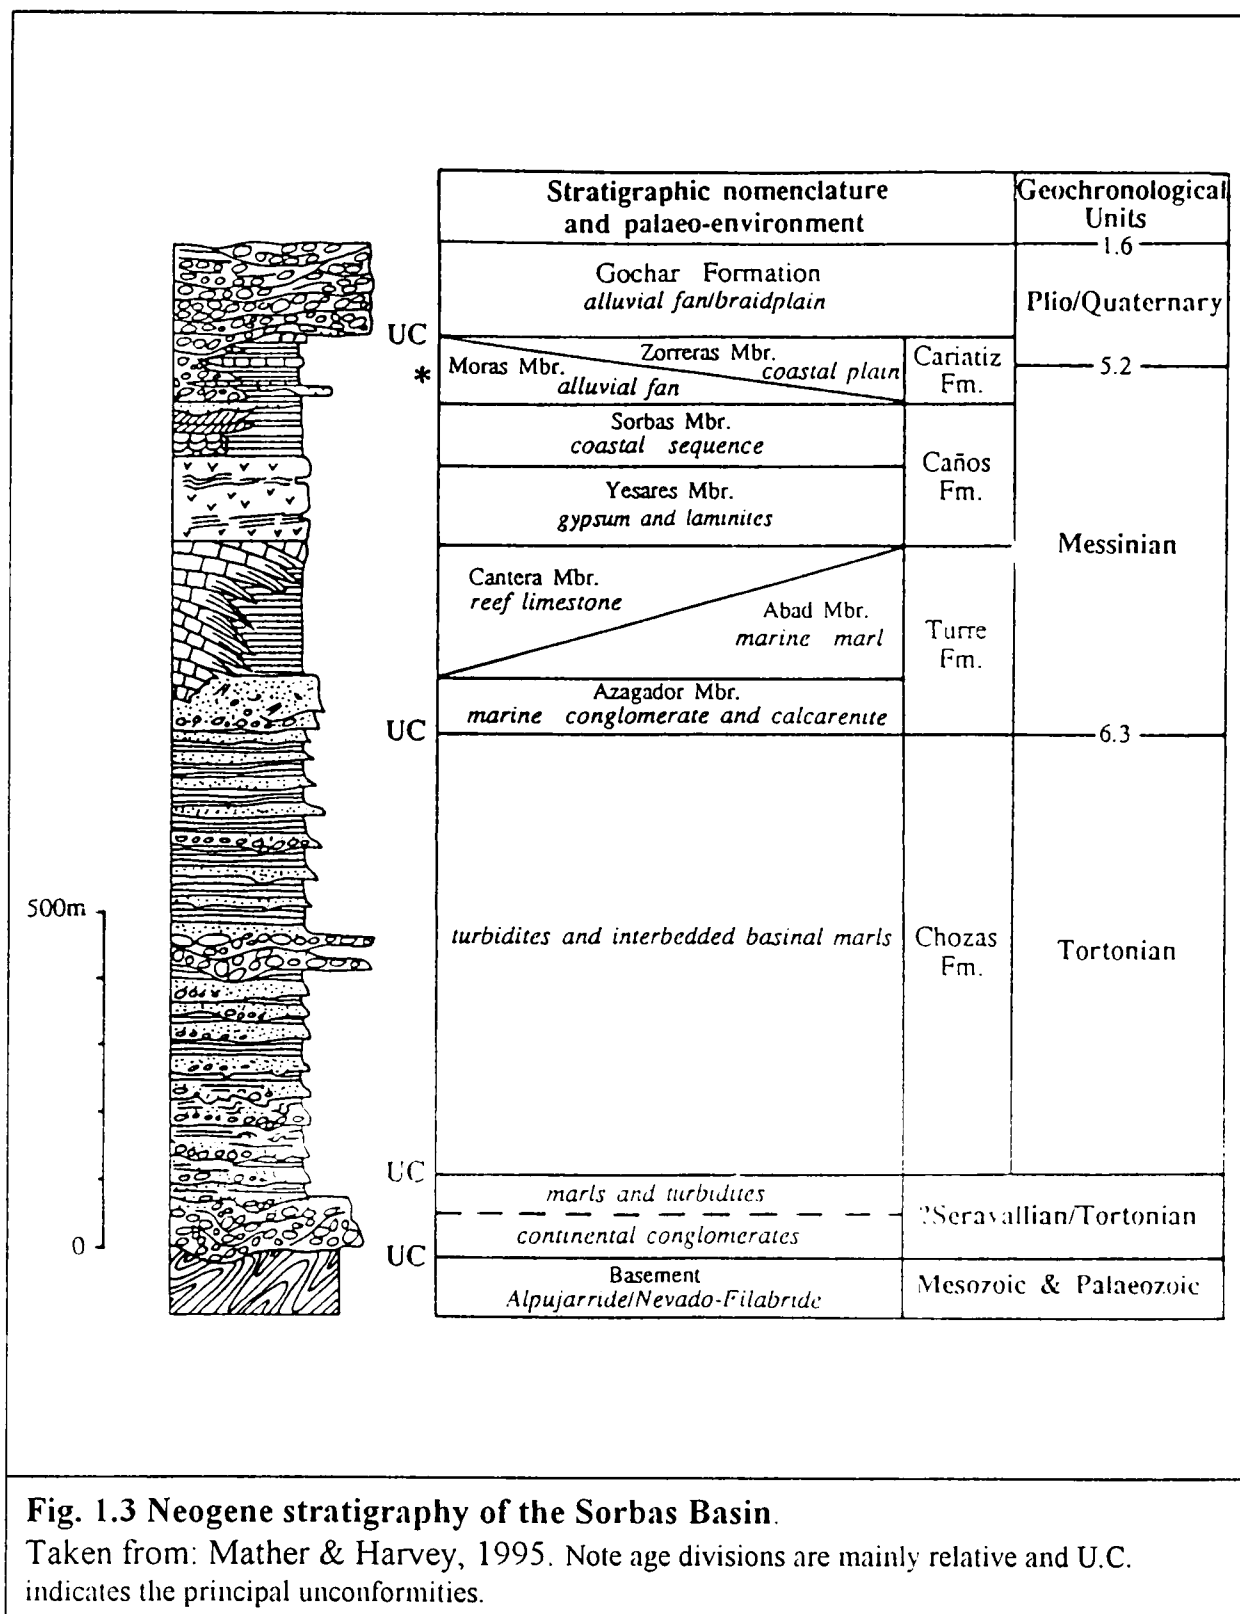 Stratigraphic nomenclature
and palaeo-environment
Geochronological
Units
1.6
Gochar Formation
alluvial fan/braidplain
Plio/Quaternary
UC
Zorreras Mbr.
coastal plain
Moras Mbr.
alluvial fan
Cariatiz
Fm.
5.2
*
Sorbas Mbr.
coastal sequence
Caños
Fm.
Yesares Mbr.
gypsum and laminites
Messinian
Cantera Mbr.
reef limestone
Abad Mbr.
marine marl
Turre
Fm.
Azagador Mbr.
marine conglomerate and calcarenite
UC
6.3
500m
turbidites and interbedded basinal marls
Chozas
Fm.
Tortonian
UC
marls and turbidites
?Seravallian/Tortonian
continental conglomerates
0
UC
Basement
Alpujarride/Nevado-Filabride
Mesozoic & Palaeozoic
Fig. 1.3 Neogene stratigraphy of the Sorbas Basin.
Taken from: Mather & Harvey, 1995. Note age divisions are mainly relative and U.C.
indicates the principal unconformities.